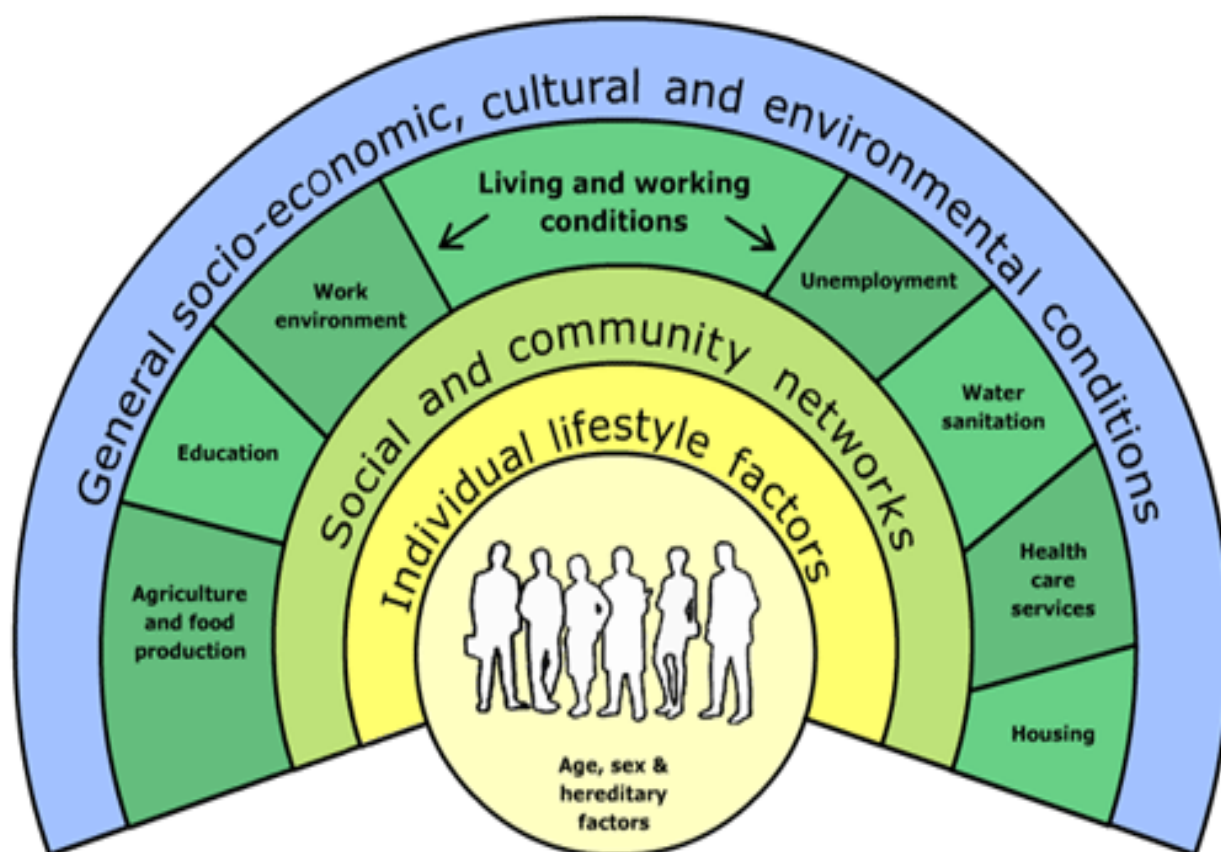 General socio-economic, cultural and environmental conditions
Living and working
conditions
Work
environment
Unemployment
Education
Water
sanitation
Agriculture
and food
production
Health
care
services
Housing
Social and community networks
Individual lifestyle factors
Age, sex &
hereditary
factors